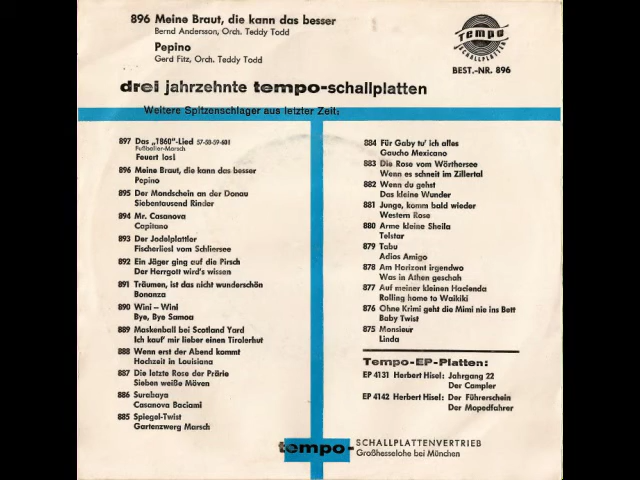 896 Meine Braut, die kann das besser
Bernd Andersson, Orch. Teddy Todd
Pepino
Gerd Fitz, Orch. Teddy Todd
Tempo
SCHALLPLATTEN
BEST.-NR. 896
drei jahrzehnte tempo-schallplatten
Weitere Spitzenschlager aus letzter Zeit:
897 Das „1860"-Lied 57-58-59-601
Fußballer-Marsch
Feuert los!
896 Meine Braut, die kann das besser
Pepino
895 Der Mondschein an der Donau
Siebentausend Rinder
894 Mr. Casanova
Capitano
893 Der Jodelplattler
Fischerliesl vom Schliersee
892 Ein Jäger ging auf die Pirsch
Der Herrgott wird's wissen
891 Träumen, ist das nicht wunderschön
Bonanza
890 Wini – Wini
Bye, Bye Samoa
889 Maskenball bei Scotland Yard
Ich kauf' mir lieber einen Tirolerhut
888 Wenn erst der Abend kommt
Hochzeit in Louisiana
887 Die letzte Rose der Prärie
Sieben weiße Möven
886 Surabaya
Casanova Baciami
885 Spiegel-Twist
Gartenzwerg Marsch
884 Für Gaby tu' ich alles
Gaucho Mexicano
883 Die Rose vom Wörthersee
Wenn es schneit im Zillertal
882 Wenn du gehst
Das kleine Wunder
881 Junge, komm bald wieder
Western Rose
880 Arme kleine Sheila
Telstar
879 Tabu
Adios Amigo
878 Am Horizont irgendwo
Was in Athen geschah
877 Auf meiner kleinen Hacienda
Rolling home to Waikiki
876 Ohne Krimi geht die Mimi nie ins Bett
Baby Twist
875 Monsieur
Linda
Tempo-EP-Platten:
EP 4131 Herbert Hisel: Jahrgang 22
Der Campler
EP 4142 Herbert Hisel: Der Führerschein
Der Mopedfahrer
tempo-SCHALLPLATTENVERTRIEB
Großhesselohe bei München